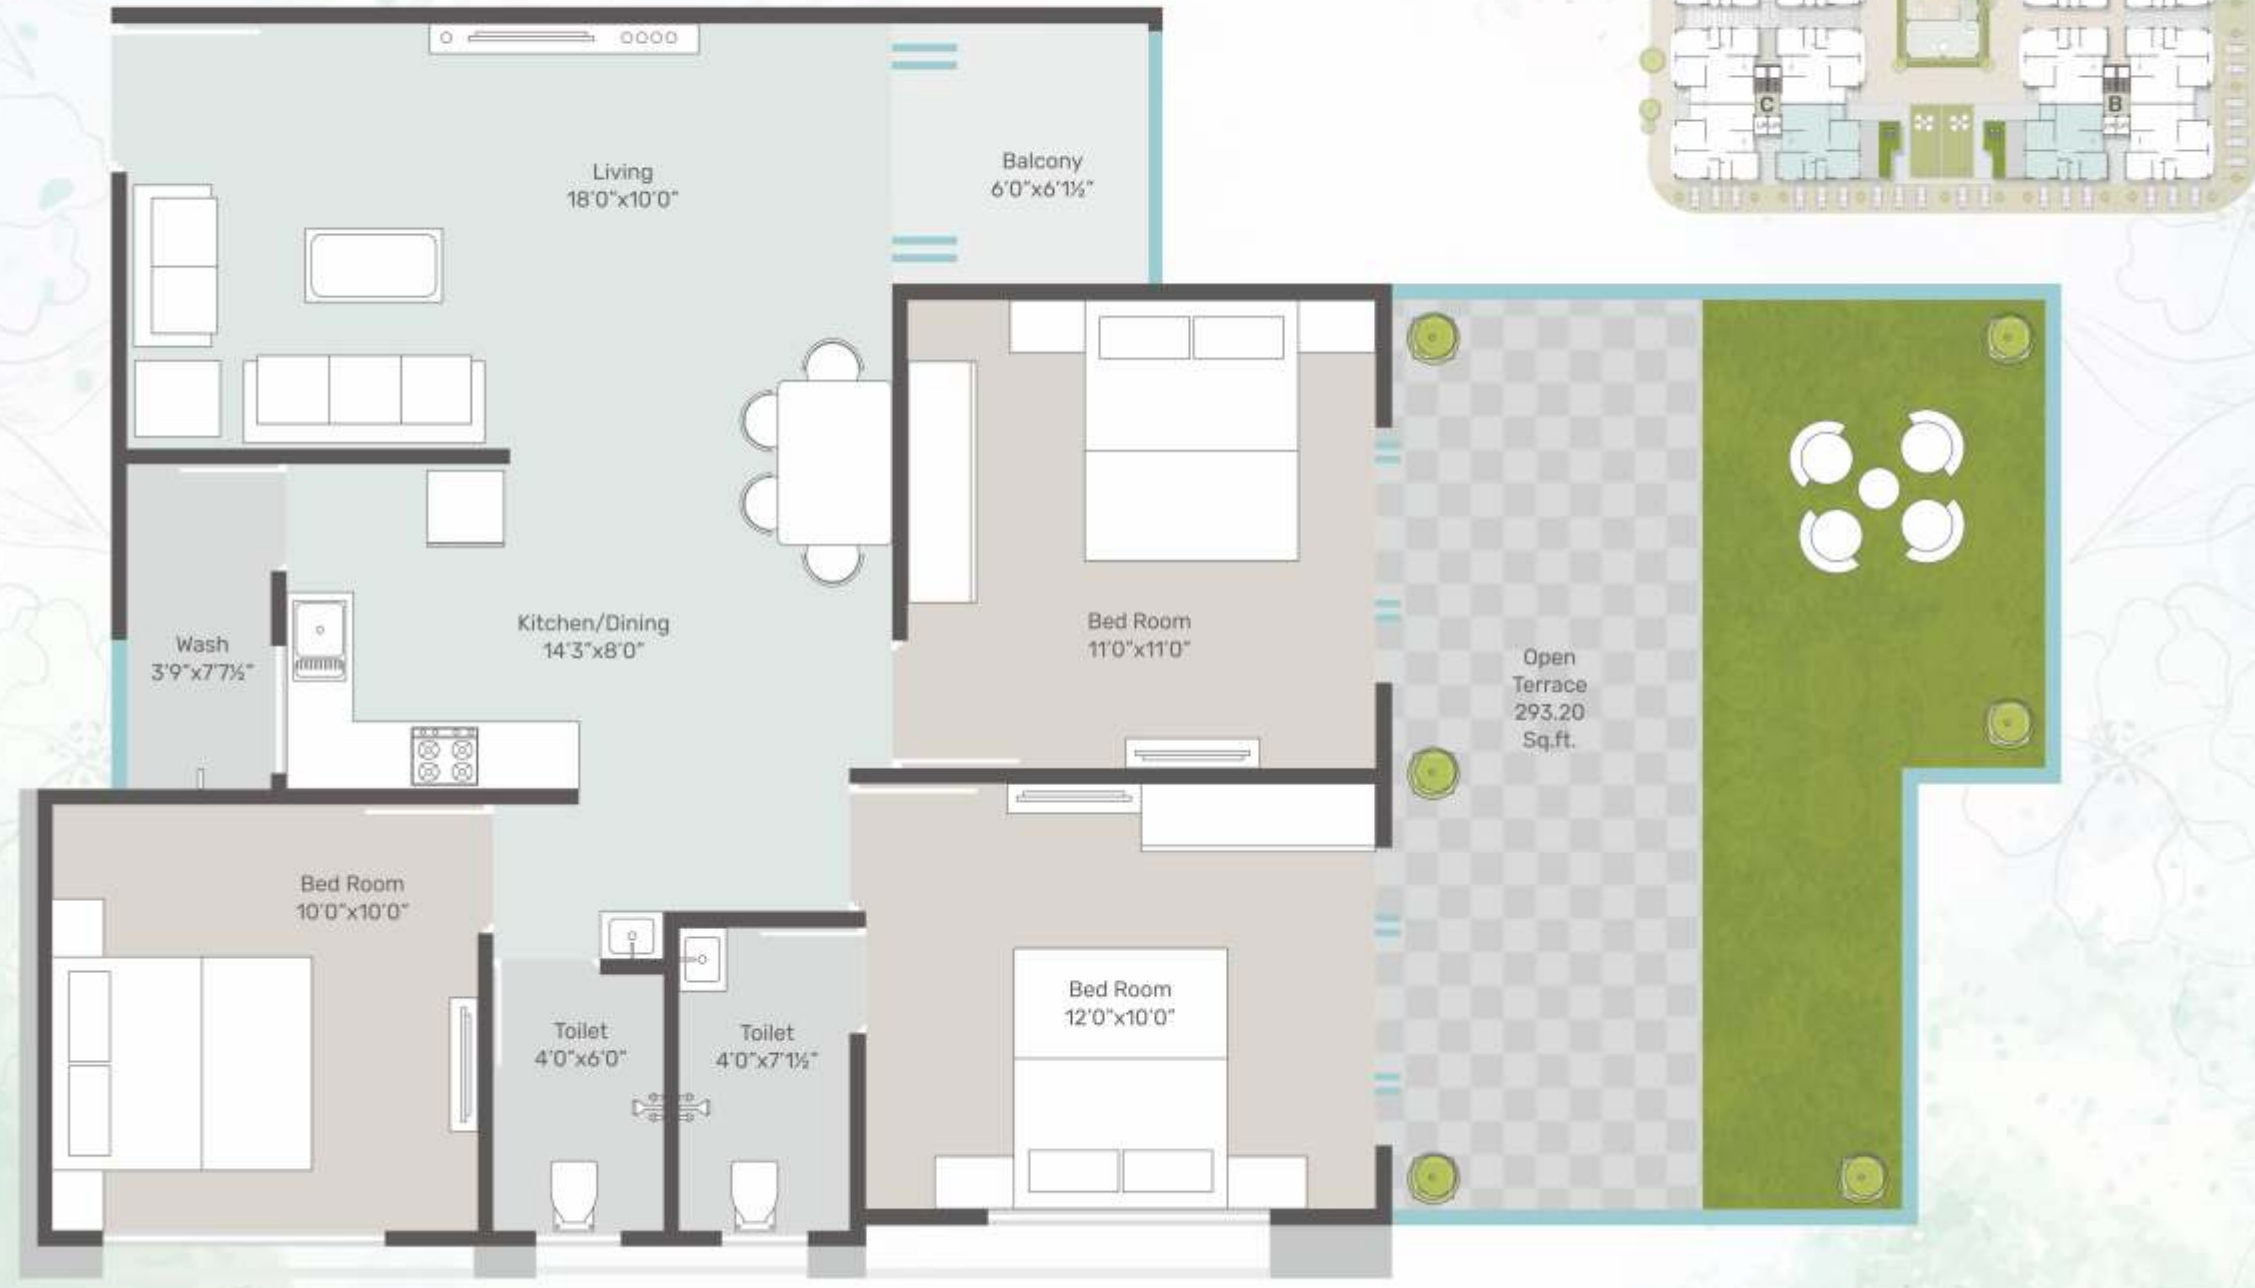 Living
18'0"x10'0"
Balcony
6'0"x6'1½"
C
B
Wash
3'9"x7'7½"
Kitchen/Dining
14'3"x8'0"
Bed Room
11'0"x11'0"
Open
Terrace
293.20
Sq.ft.
Bed Room
10'0"x10'0"
Toilet
4'0"x6'0"
Toilet
4'0"x7'1½"
Bed Room
12'0"x10'0"